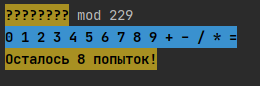 ???????? mod 229
0 1 2 3 4 5 6 7 8 9 + - / * =
Осталось 8 попыток!